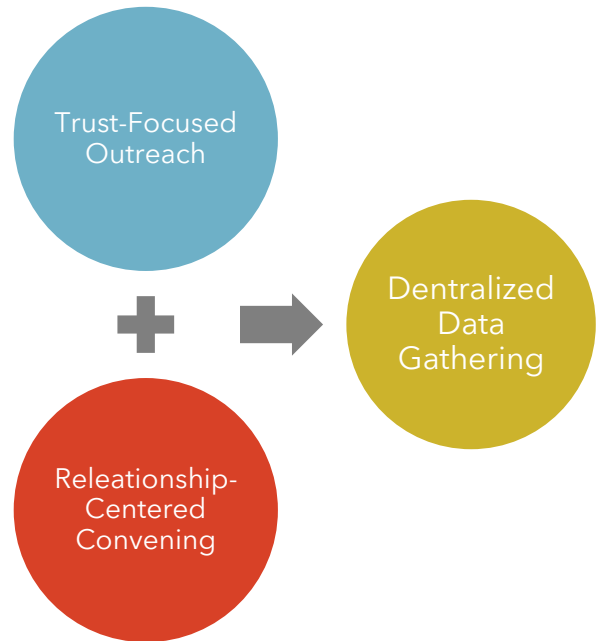 Trust-Focused
Outreach
Releationship-
Centered
Convening
Dentralized
Data
Gathering